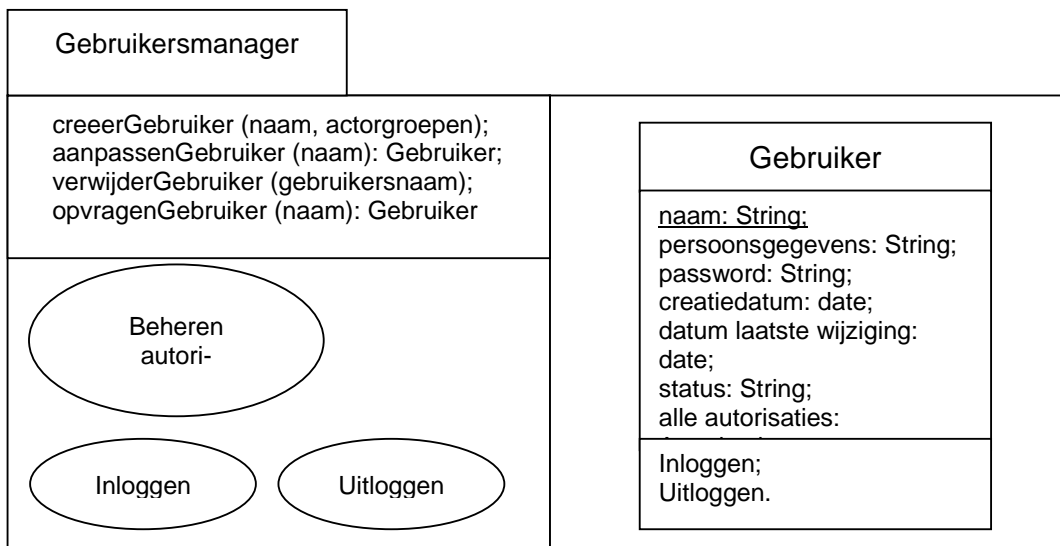 Gebruikersmanager
creeerGebruiker (naam, actorgroepen);
aanpassenGebruiker (naam): Gebruiker;
verwijderGebruiker (gebruikersnaam);
opvragenGebruiker (naam): Gebruiker
Beheren
autori-
Inloggen
Uitloggen
Gebruiker
naam: String;
persoonsgegevens: String;
password: String;
creatiedatum: date;
datum laatste wijziging:
date;
status: String;
alle autorisaties:
Inloggen;
Uitloggen.